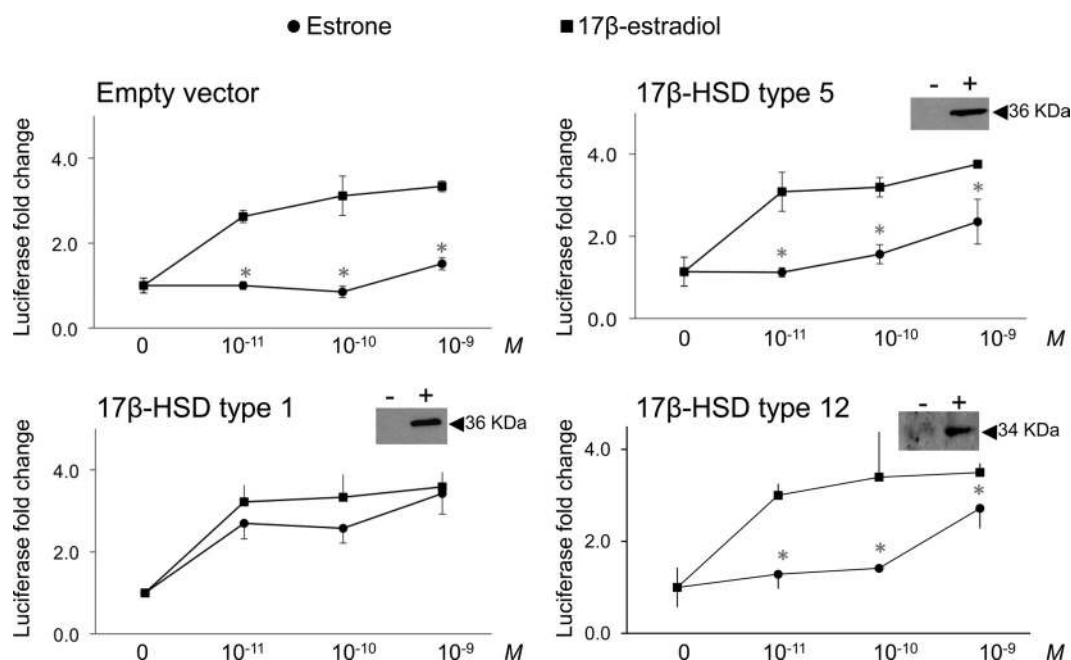 ● Estrone ■ 17β-estradiol
Empty vector
Luciferase fold change
4.0
2.0
0.0
*
*
*
0 10⁻¹¹ 10⁻¹⁰ 10⁻⁹ M
17β-HSD type 5
- +
◀36 KDa
Luciferase fold change
4.0
2.0
0.0
*
*
*
0 10⁻¹¹ 10⁻¹⁰ 10⁻⁹ M
17β-HSD type 1
- +
◀36 KDa
Luciferase fold change
4.0
2.0
0.0
0 10⁻¹¹ 10⁻¹⁰ 10⁻⁹ M
17β-HSD type 12
- +
◀34 KDa
Luciferase fold change
4.0
2.0
0.0
*
*
*
0 10⁻¹¹ 10⁻¹⁰ 10⁻⁹ M